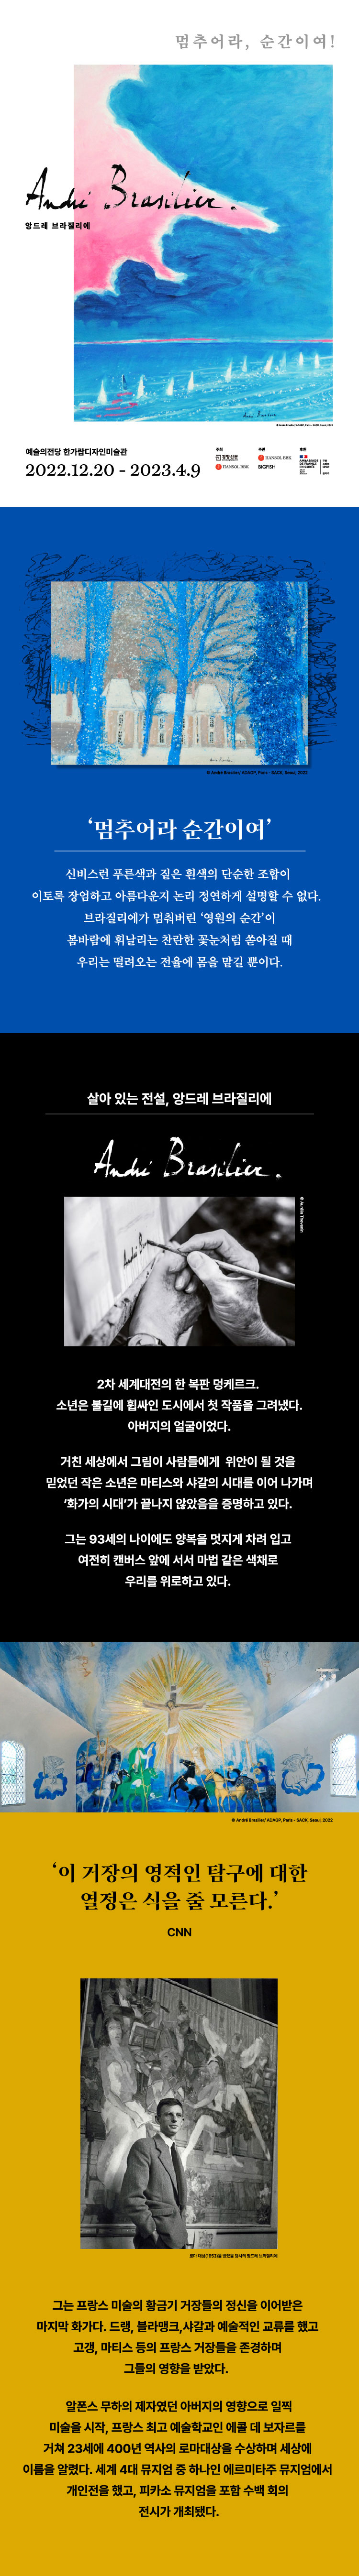 멈추어라, 순간이여!
André Brasilier.
앙드레 브라질리에
André Brasilier
예술의전당 한가람디자인미술관
2022.12.20 - 2023.4.9
주최
주관
후원
HANSOL BBK
HANSOL BBK
BIGFISH
© André Brasilier/ ADAGP, Paris - SACK, Seoul, 2022
‘멈추어라 순간이여’
신비스런 푸른색과 짙은 흰색의 단순한 조합이
이토록 장엄하고 아름다운지 논리 정연하게 설명할 수 없다.
브라질리에가 멈춰버린 ‘영원의 순간’이
봄바람에 휘날리는 찬란한 꽃눈처럼 쏟아질 때
우리는 떨려오는 전율에 몸을 맡길 뿐이다.
살아 있는 전설, 앙드레 브라질리에
André Brasilier.
© Aurélie Thevenin
2차 세계대전의 한 복판 덩케르크.
소년은 불길에 휩싸인 도시에서 첫 작품을 그려냈다.
아버지의 얼굴이었다.
거친 세상에서 그림이 사람들에게 위안이 될 것을
믿었던 작은 소년은 마티스와 샤갈의 시대를 이어 나가며
‘화가의 시대’가 끝나지 않았음을 증명하고 있다.
그는 93세의 나이에도 양복을 멋지게 차려 입고
여전히 캔버스 앞에 서서 마법 같은 색채로
우리를 위로하고 있다.
© André Brasilier/ ADAGP, Paris - SACK, Seoul, 2022
‘이 거장의 영적인 탐구에 대한
열정은 식을 줄 모른다.’
CNN
그는 프랑스 미술의 황금기 거장들의 정신을 이어받은
마지막 화가다. 드랭, 블라맹크,샤갈과 예술적인 교류를 했고
고갱, 마티스 등의 프랑스 거장들을 존경하며
그들의 영향을 받았다.
알폰스 무하의 제자였던 아버지의 영향으로 일찍
미술을 시작, 프랑스 최고 예술학교인 에콜 데 보자르를
거쳐 23세에 400년 역사의 로마대상을 수상하며 세상에
이름을 알렸다. 세계 4대 뮤지엄 중 하나인 에르미타주 뮤지엄에서
개인전을 했고, 피카소 뮤지엄을 포함 수백 회의
전시가 개최됐다.